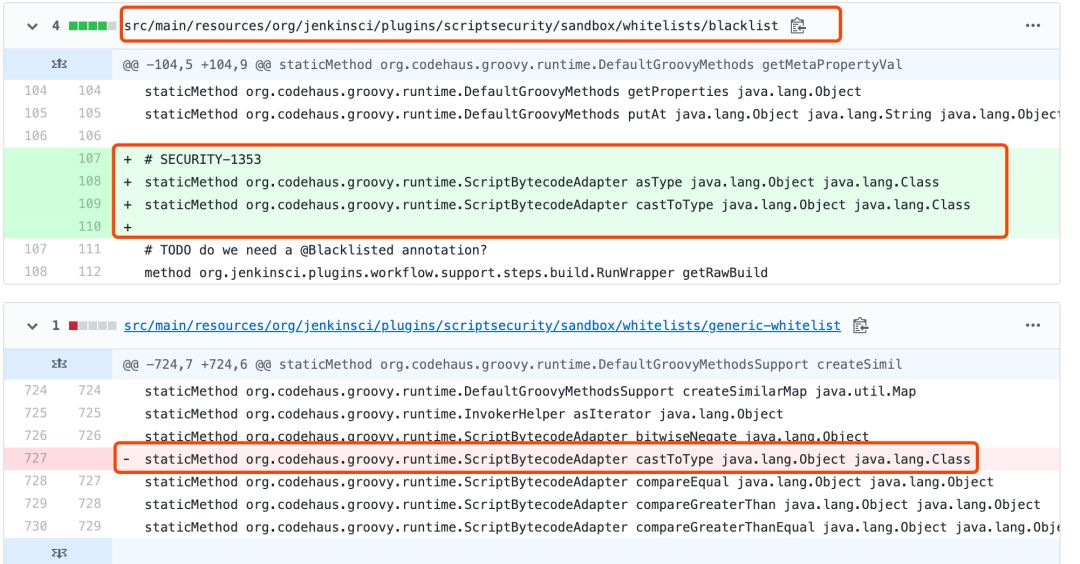 4 src/main/resources/org/jenkinsci/plugins/scriptsecurity/sandbox/whitelists/blacklist ...
@@ -104,5 +104,9 @@ staticMethod org.codehaus.groovy.runtime.DefaultGroovyMethods getMetaPropertyVal
104 104 staticMethod org.codehaus.groovy.runtime.DefaultGroovyMethods getProperties java.lang.Object
105 105 staticMethod org.codehaus.groovy.runtime.DefaultGroovyMethods putAt java.lang.Object java.lang.String java.lang.Object
106 106
107 + # SECURITY-1353
108 + staticMethod org.codehaus.groovy.runtime.ScriptBytecodeAdapter asType java.lang.Object java.lang.Class
109 + staticMethod org.codehaus.groovy.runtime.ScriptBytecodeAdapter castToType java.lang.Object java.lang.Class
110 +
107 111 # TODO do we need a @Blacklisted annotation?
108 112 method org.jenkinsci.plugins.workflow.support.steps.build.RunWrapper getRawBuild
1 src/main/resources/org/jenkinsci/plugins/scriptsecurity/sandbox/whitelists/generic-whitelist ...
@@ -724,7 +724,6 @@ staticMethod org.codehaus.groovy.runtime.DefaultGroovyMethodsSupport createSimil
724 724 staticMethod org.codehaus.groovy.runtime.DefaultGroovyMethodsSupport createSimilarMap java.util.Map
725 725 staticMethod org.codehaus.groovy.runtime.InvokerHelper asIterator java.lang.Object
726 726 staticMethod org.codehaus.groovy.runtime.ScriptBytecodeAdapter bitwiseNegate java.lang.Object
727 - staticMethod org.codehaus.groovy.runtime.ScriptBytecodeAdapter castToType java.lang.Object java.lang.Class
728 727 staticMethod org.codehaus.groovy.runtime.ScriptBytecodeAdapter compareEqual java.lang.Object java.lang.Object
729 728 staticMethod org.codehaus.groovy.runtime.ScriptBytecodeAdapter compareGreaterThan java.lang.Object java.lang.Object
730 729 staticMethod org.codehaus.groovy.runtime.ScriptBytecodeAdapter compareGreaterThanEqual java.lang.Object java.lang.Obje